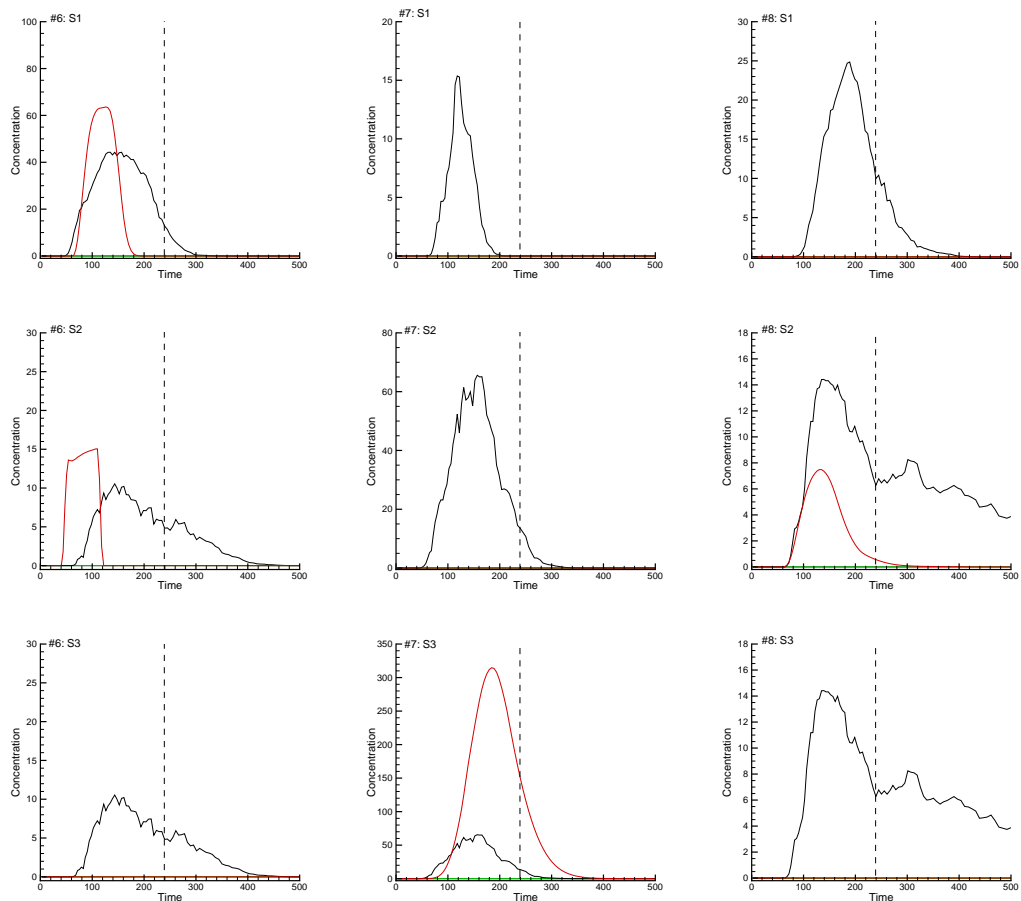 #6: S1
Concentration
100
80
60
40
20
0
0 100 200 300 400 500
Time
#7: S1
Concentration
20
15
10
5
0
0 100 200 300 400 500
Time
#8: S1
Concentration
30
25
20
15
10
5
0
0 100 200 300 400 500
Time
#6: S2
Concentration
30
25
20
15
10
5
0
0 100 200 300 400 500
Time
#7: S2
Concentration
80
60
40
20
0
0 100 200 300 400 500
Time
#8: S2
Concentration
18
16
14
12
10
8
6
4
2
0
0 100 200 300 400 500
Time
#6: S3
Concentration
30
25
20
15
10
5
0
0 100 200 300 400 500
Time
#7: S3
Concentration
350
300
250
200
150
100
50
0
0 100 200 300 400 500
Time
#8: S3
Concentration
18
16
14
12
10
8
6
4
2
0
0 100 200 300 400 500
Time